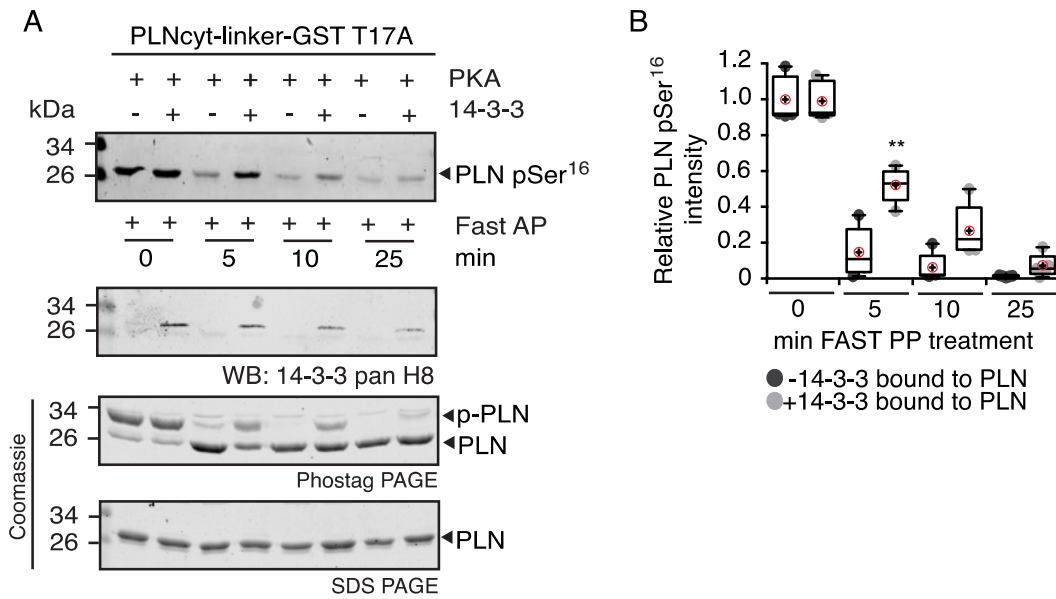 A
PLNcyt-linker-GST T17A
+ + + + + + + + PKA
kDa - + - + - + - + 14-3-3
34
26
PLN pSer16
+ + + + + + + + Fast AP
0 5 10 25 min
34
26
WB: 14-3-3 pan H8
Coomassie
34
26
p-PLN
PLN
Phostag PAGE
34
26
PLN
SDS PAGE
B
Relative PLN pSer16
intensity
1.2
1.0
0.8
0.6
0.4
0.2
0
**
0 5 10 25
min FAST PP treatment
-14-3-3 bound to PLN
+14-3-3 bound to PLN